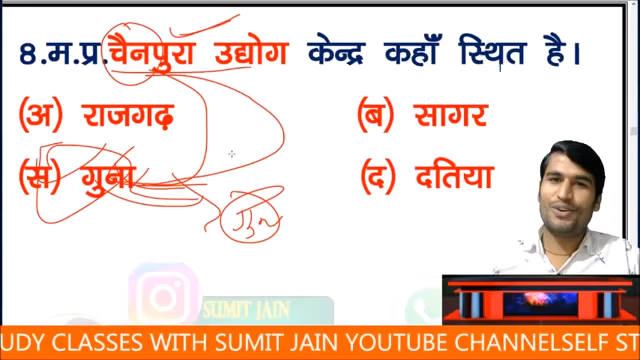 8.म.प्र.चैनपुरा उद्योग केन्द्र कहाँ स्थित है।
(अ) राजगढ़
(ब) सागर
(स) गुना
(द) दतिया
गुना
SUMIT JAIN
UDY CLASSES WITH SUMIT JAIN YOUTUBE CHANNELSELF ST